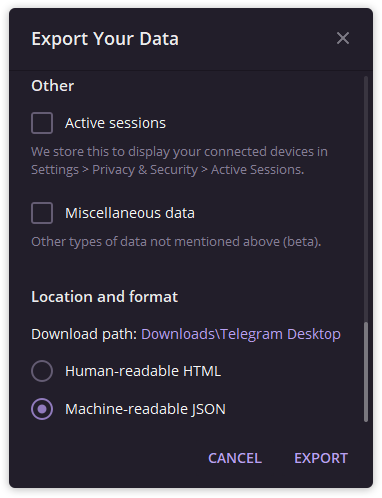 Export Your Data
Other
Active sessions
We store this to display your connected devices in
Settings > Privacy & Security > Active Sessions.
Miscellaneous data
Other types of data not mentioned above (beta).
Location and format
Download path: Downloads\Telegram Desktop
Human-readable HTML
Machine-readable JSON
CANCEL EXPORT